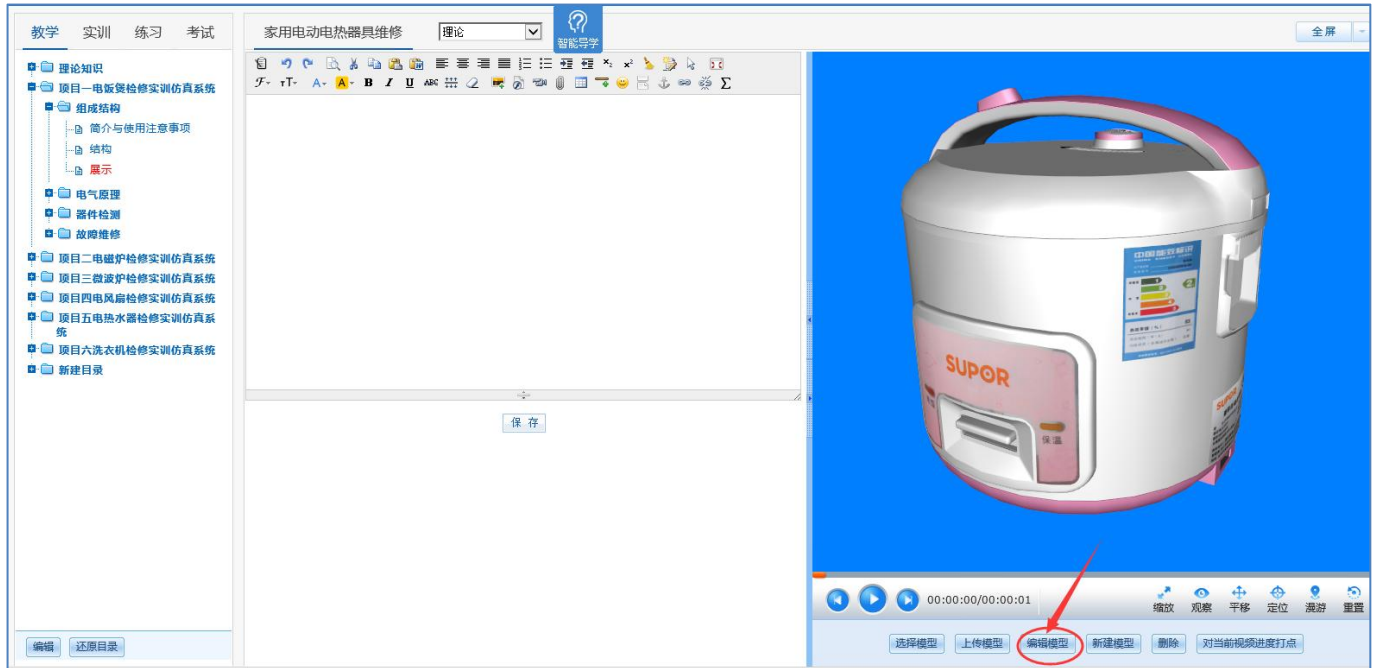 教学 实训 练习 考试
家用电动电热器具维修 理论
智能导学
全屏
理论知识
项目一电饭煲检修实训仿真系统
组成结构
简介与使用注意事项
结构
展示
电气原理
器件检测
故障维修
项目二电磁炉检修实训仿真系统
项目三微波炉检修实训仿真系统
项目四电风扇检修实训仿真系统
项目五电热水器检修实训仿真系
统
项目六洗衣机检修实训仿真系统
新建目录
编辑 还原目录
保 存
中国能效标识
SUPOR
保温
SUPOR
00:00:00/00:00:01
缩放 观察 平移 定位 漫游 重置
选择模型 上传模型 编辑模型 新建模型 删除 对当前视频进度打点